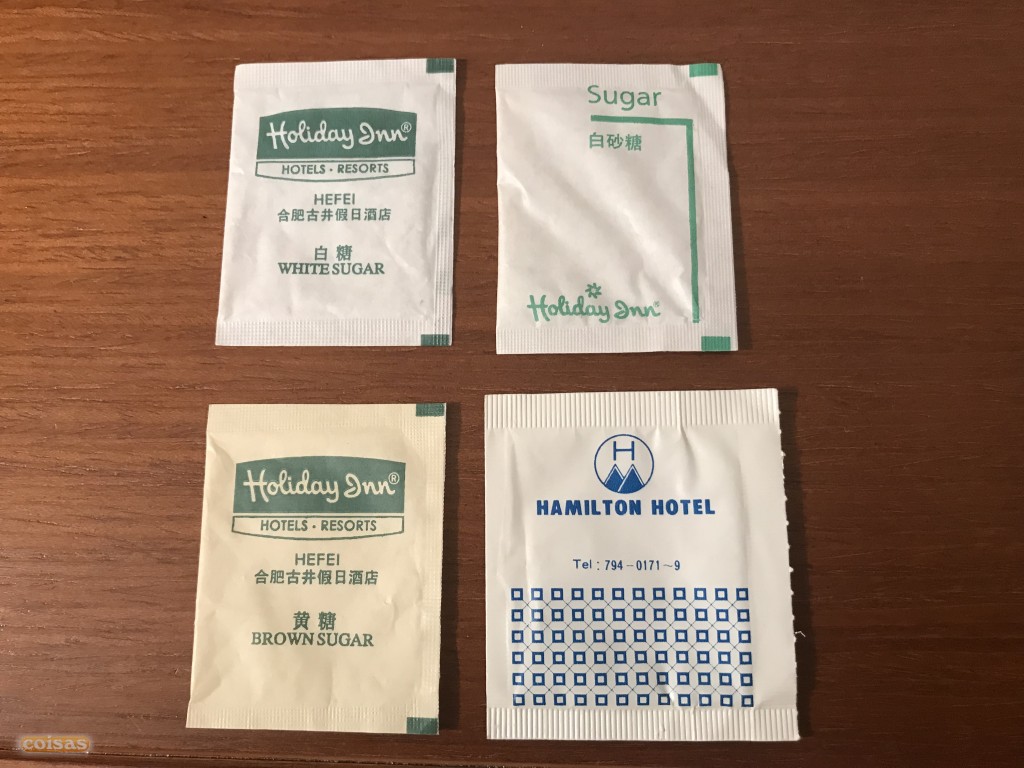 Holiday Inn®
HOTELS · RESORTS
HEFEI
合肥古井假日酒店
白糖
WHITE SUGAR
Sugar
白砂糖
Holiday Inn®
Holiday Inn®
HOTELS · RESORTS
HEFEI
合肥古井假日酒店
黄糖
BROWN SUGAR
H
HAMILTON HOTEL
Tel : 794-0171~9
coisas